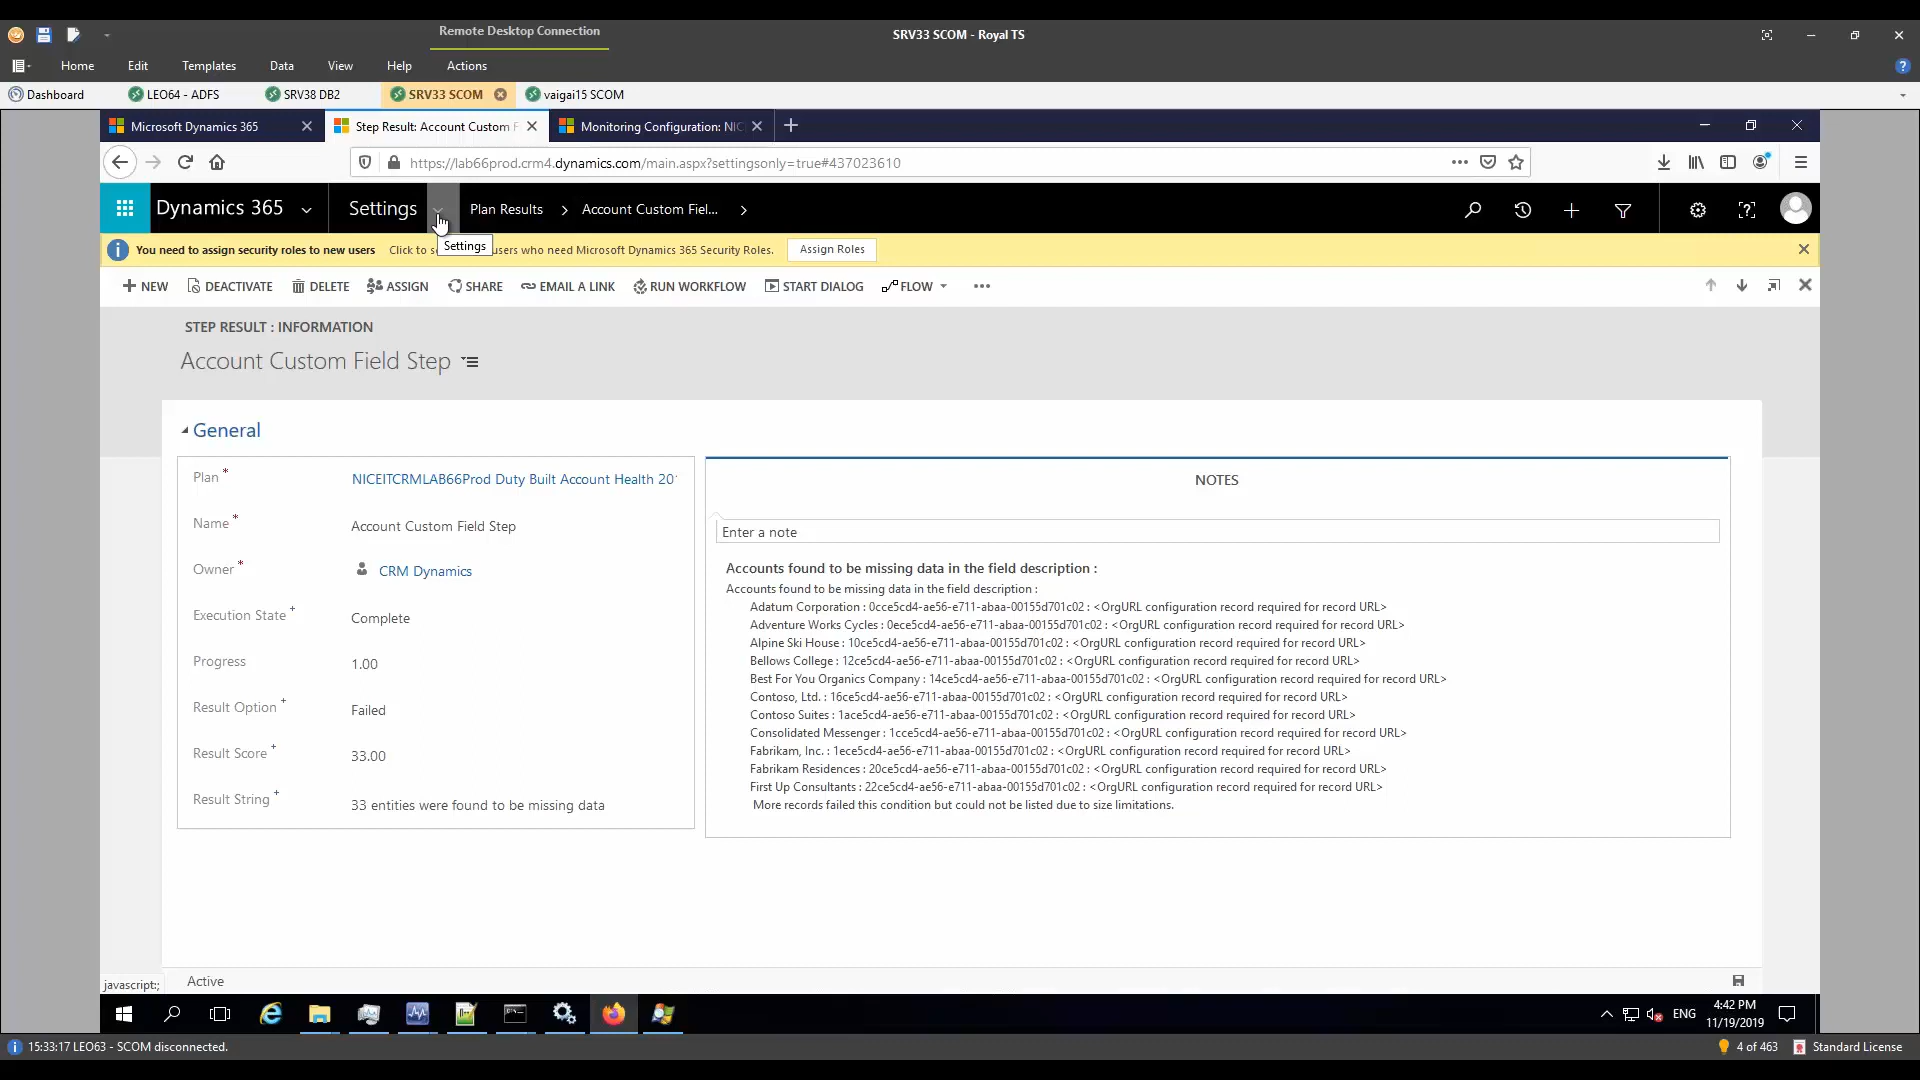 Remote Desktop Connection
SRV33 SCOM - Royal TS
Home Edit Templates Data View Help Actions
Dashboard LEO64 - ADFS SRV38 DB2 SRV33 SCOM vaigai15 SCOM
Microsoft Dynamics 365 Step Result: Account Custom F Monitoring Configuration: NIC
https://lab66prod.crm4.dynamics.com/main.aspx?settingsonly=true#437023610
Dynamics 365 Settings Plan Results Account Custom Fiel...
Settings
You need to assign security roles to new users Click to s users who need Microsoft Dynamics 365 Security Roles. Assign Roles
NEW DEACTIVATE DELETE ASSIGN SHARE EMAIL A LINK RUN WORKFLOW START DIALOG FLOW
STEP RESULT : INFORMATION
Account Custom Field Step
General
Plan * NICEITCRMLAB66Prod Duty Built Account Health 20
Name * Account Custom Field Step
Owner * CRM Dynamics
Execution State + Complete
Progress 1.00
Result Option + Failed
Result Score + 33.00
Result String + 33 entities were found to be missing data
NOTES
Enter a note
Accounts found to be missing data in the field description :
Accounts found to be missing data in the field description :
Adatum Corporation : 0cce5cd4-ae56-e711-abaa-00155d701c02 : <OrgURL configuration record required for record URL>
Adventure Works Cycles : 0ece5cd4-ae56-e711-abaa-00155d701c02 : <OrgURL configuration record required for record URL>
Alpine Ski House : 10ce5cd4-ae56-e711-abaa-00155d701c02 : <OrgURL configuration record required for record URL>
Bellows College : 12ce5cd4-ae56-e711-abaa-00155d701c02 : <OrgURL configuration record required for record URL>
Best For You Organics Company : 14ce5cd4-ae56-e711-abaa-00155d701c02 : <OrgURL configuration record required for record URL>
Contoso, Ltd. : 16ce5cd4-ae56-e711-abaa-00155d701c02 : <OrgURL configuration record required for record URL>
Contoso Suites : 1ace5cd4-ae56-e711-abaa-00155d701c02 : <OrgURL configuration record required for record URL>
Consolidated Messenger : 1cce5cd4-ae56-e711-abaa-00155d701c02 : <OrgURL configuration record required for record URL>
Fabrikam, Inc. : 1ece5cd4-ae56-e711-abaa-00155d701c02 : <OrgURL configuration record required for record URL>
Fabrikam Residences : 20ce5cd4-ae56-e711-abaa-00155d701c02 : <OrgURL configuration record required for record URL>
First Up Consultants : 22ce5cd4-ae56-e711-abaa-00155d701c02 : <OrgURL configuration record required for record URL>
More records failed this condition but could not be listed due to size limitations.
javascript:; Active
ENG 4:42 PM
11/19/2019
15:33:17 LEO63 - SCOM disconnected. 4 of 463 Standard License